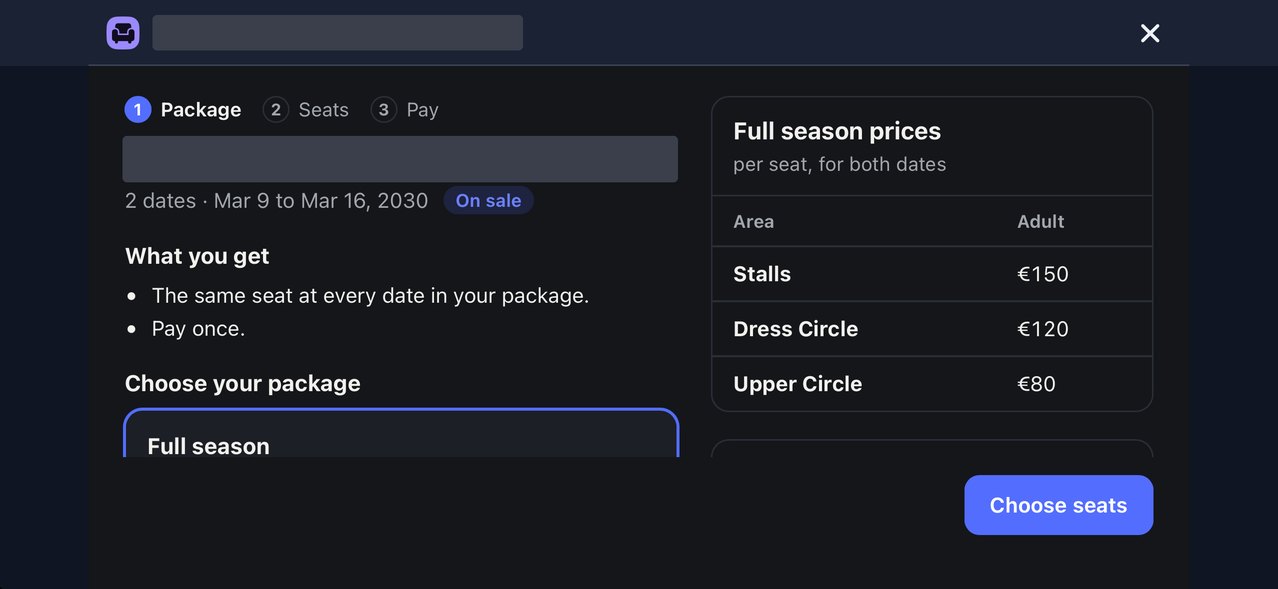 1 Package 2 Seats 3 Pay
2 dates · Mar 9 to Mar 16, 2030 On sale
What you get
• The same seat at every date in your package.
• Pay once.
Choose your package
Full season
Full season prices
per seat, for both dates
Area Adult
Stalls €150
Dress Circle €120
Upper Circle €80
Choose seats